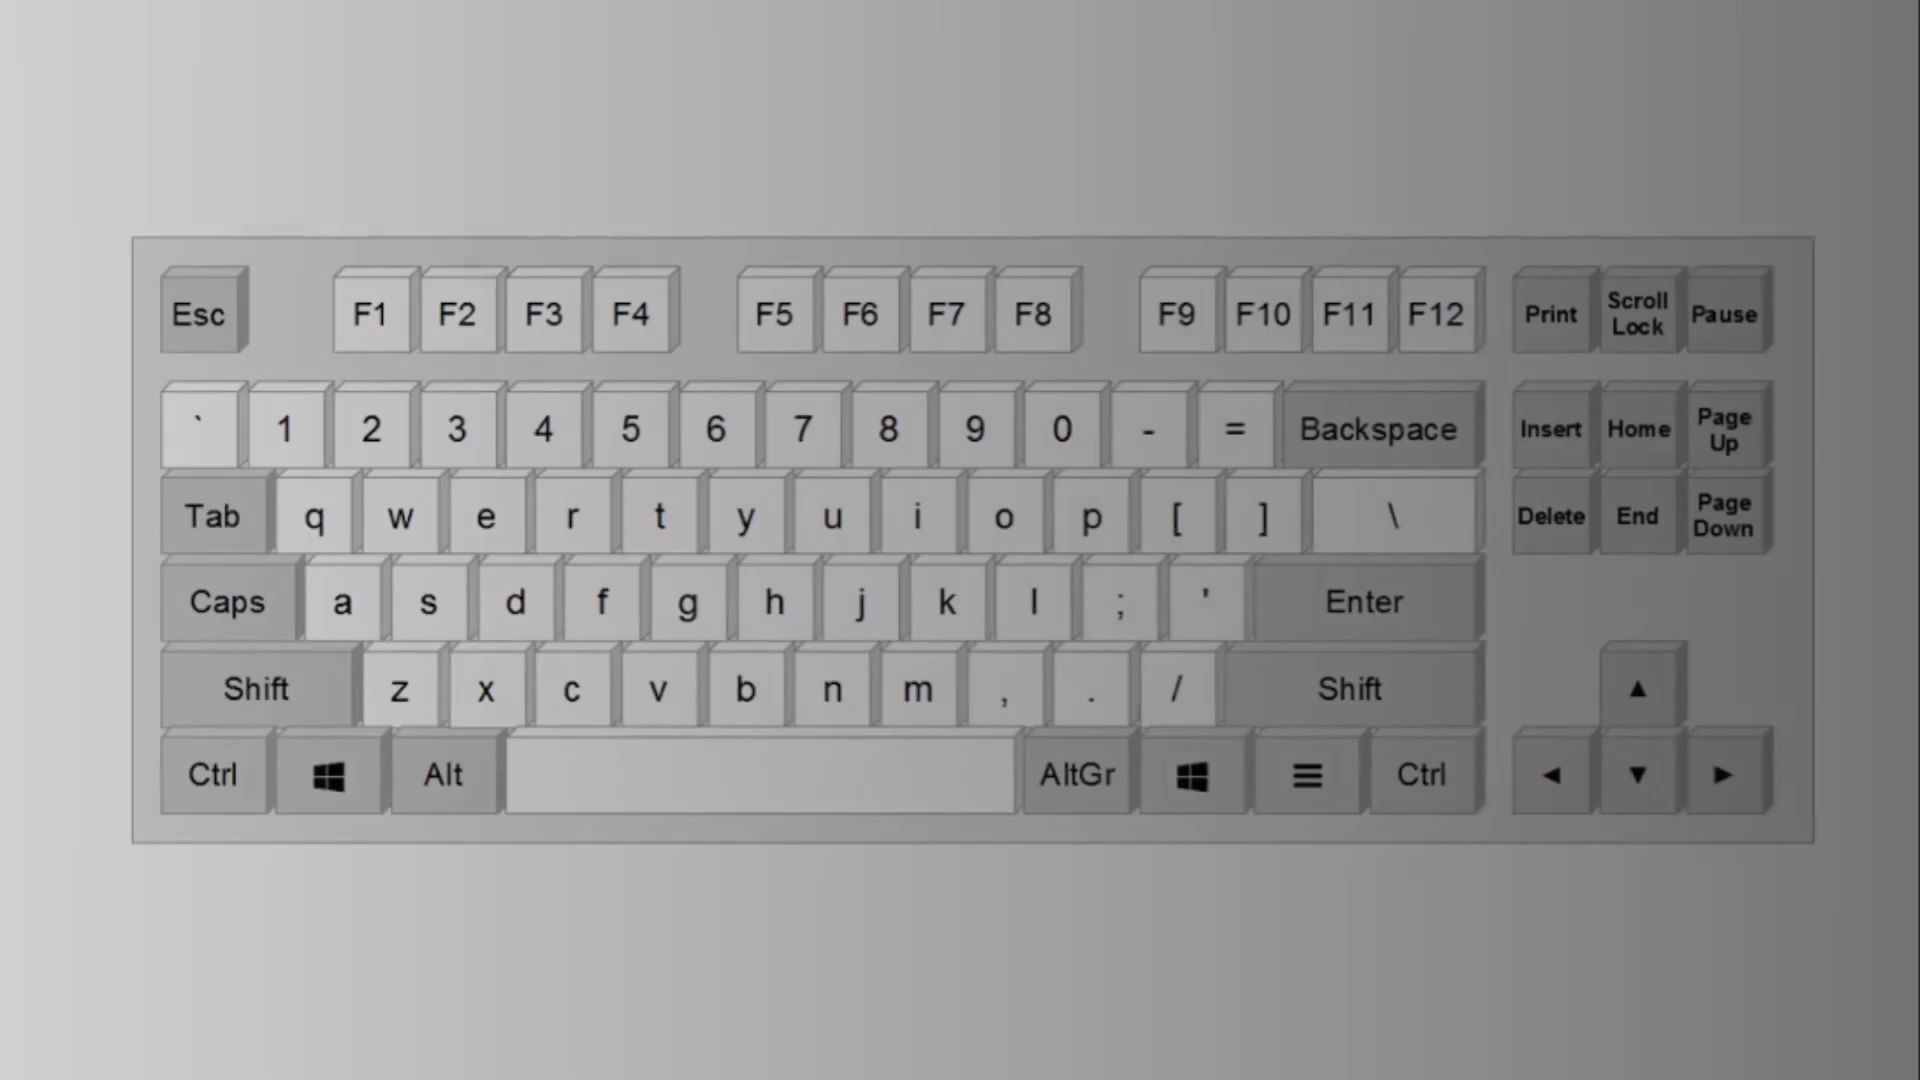 Esc F1 F2 F3 F4 F5 F6 F7 F8 F9 F10 F11 F12 Print Scroll Lock Pause
` 1 2 3 4 5 6 7 8 9 0 - = Backspace Insert Home Page Up
Tab q w e r t y u i o p [ ] \ Delete End Page Down
Caps a s d f g h j k l ; ' Enter
Shift z x c v b n m , . / Shift ▲
Ctrl Alt AltGr ☰ Ctrl ◄ ▼ ►